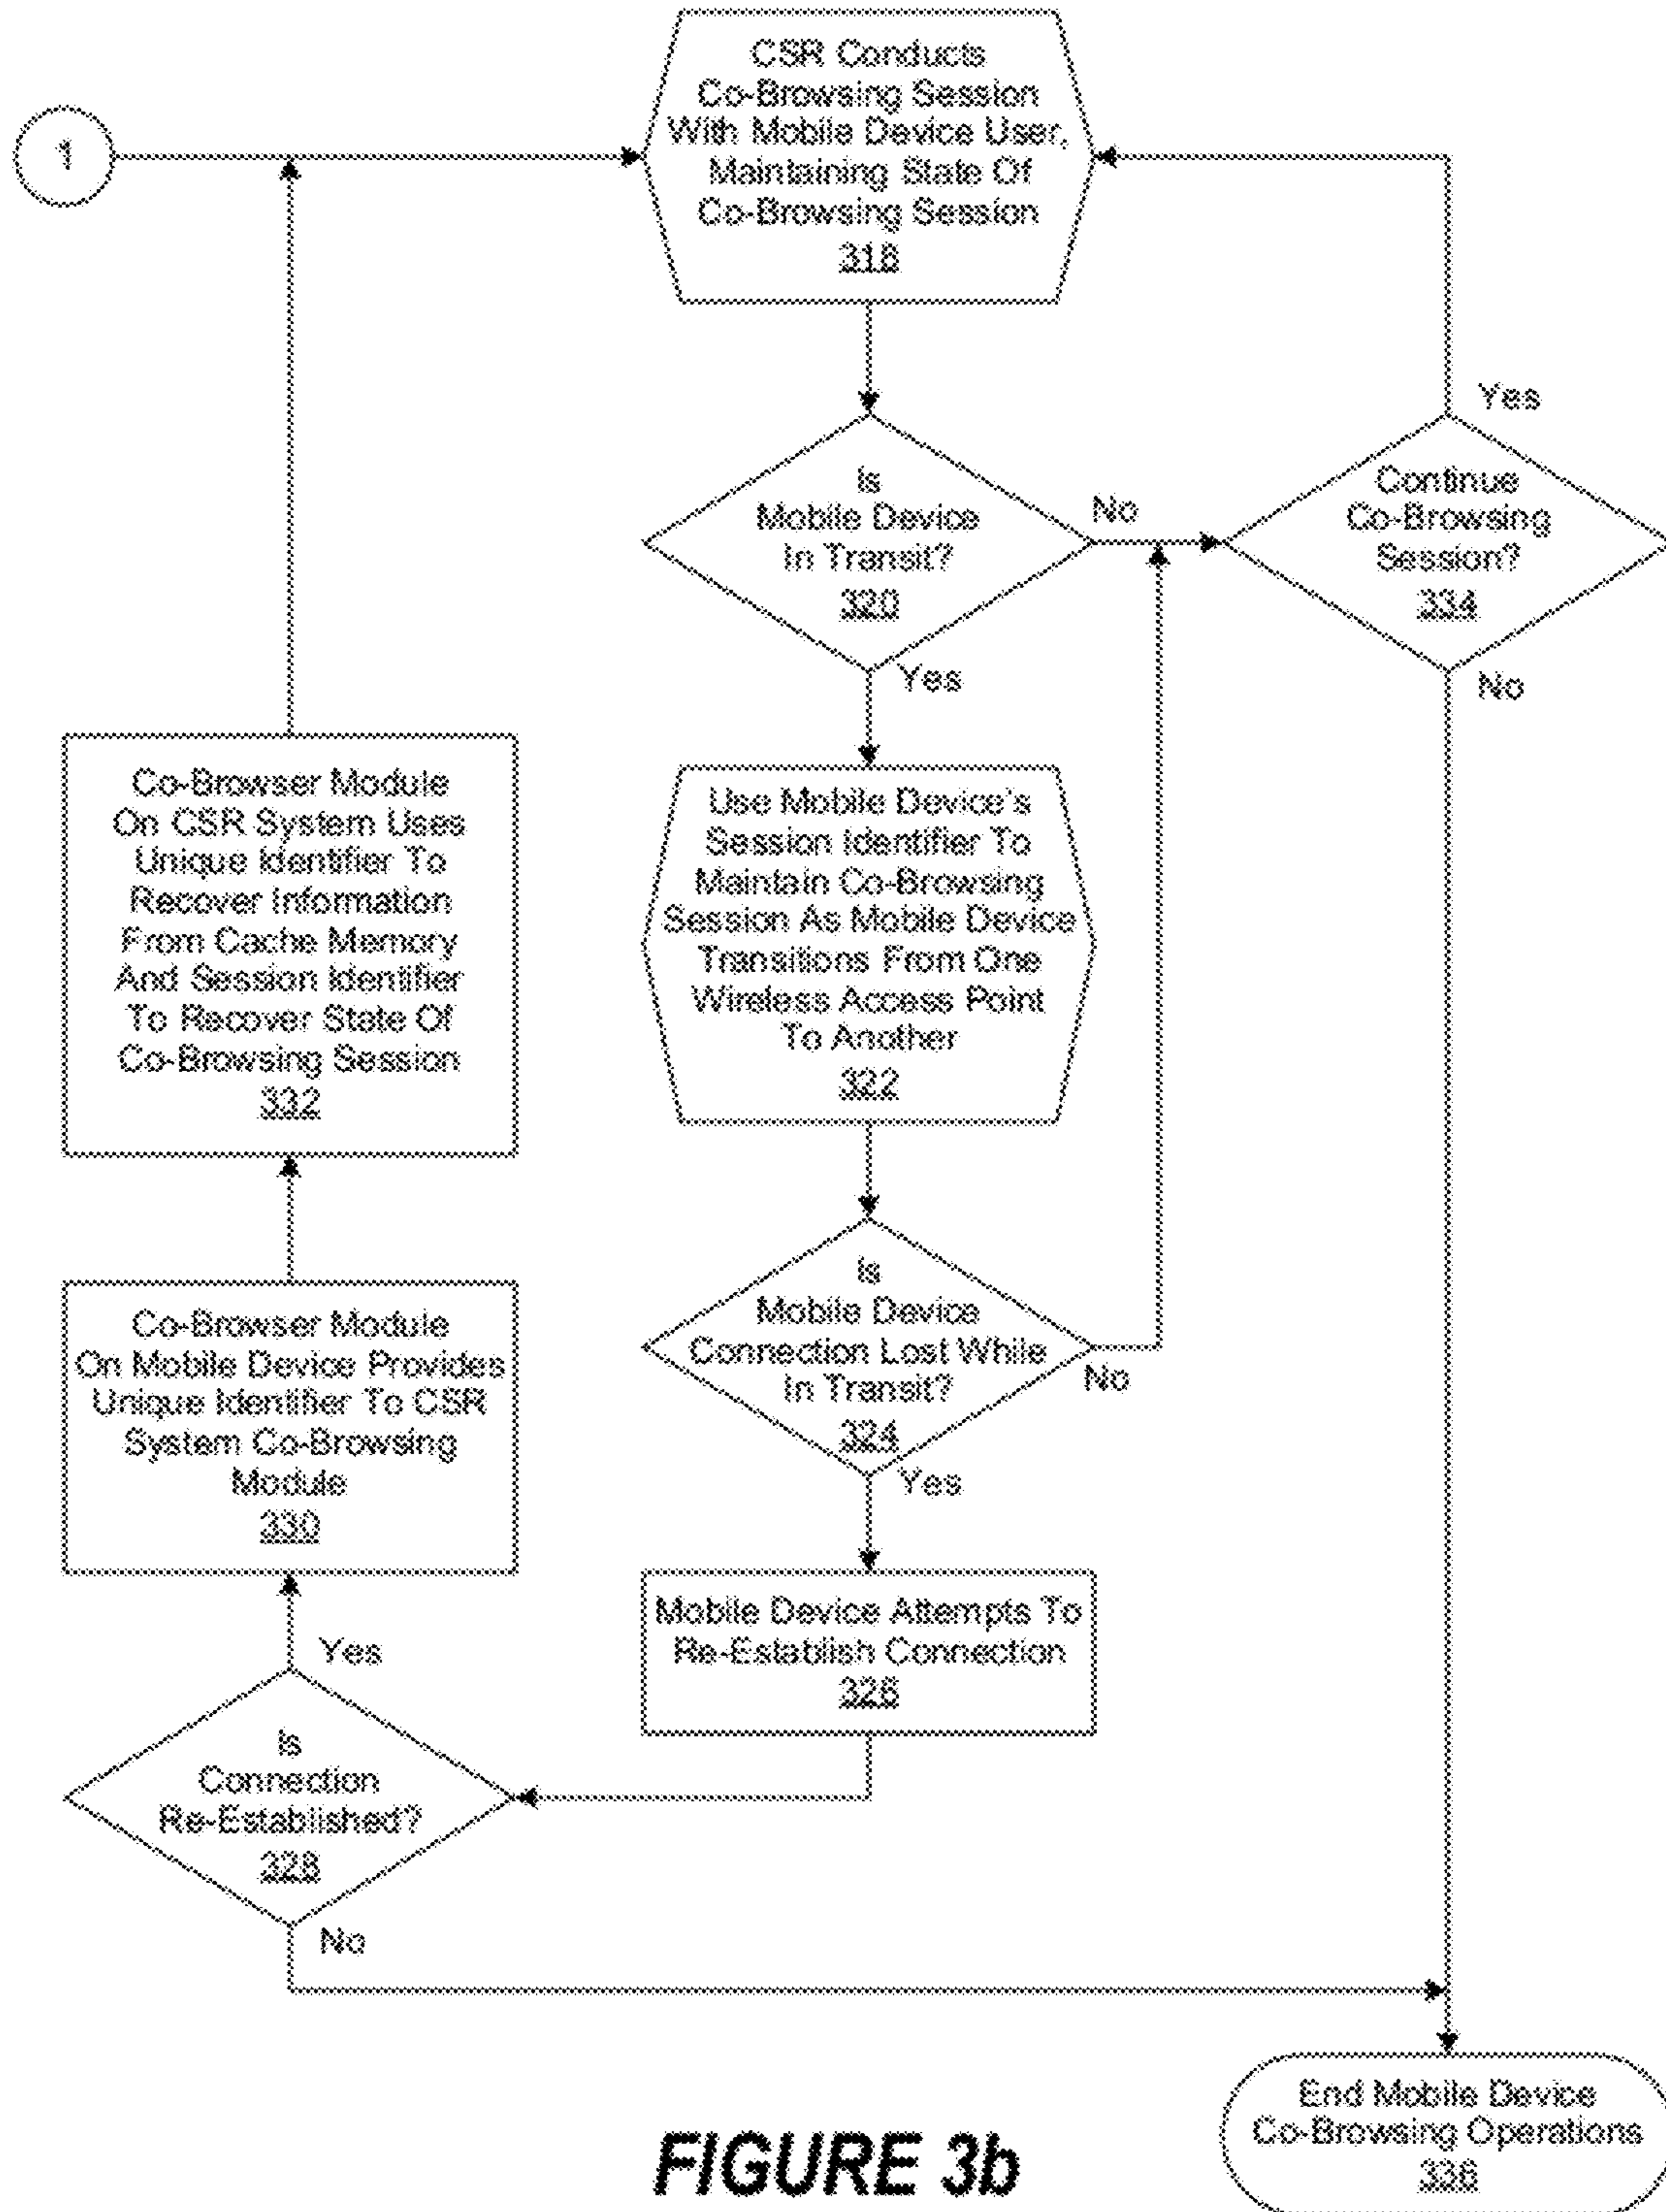 1
CSR Conducts
Co-Browsing Session
With Mobile Device User,
Maintaining State Of
Co-Browsing Session
318
Is
Mobile Device
In Transit?
320
No
Yes
Continue
Co-Browsing
Session?
334
Yes
No
Use Mobile Device's
Session Identifier To
Maintain Co-Browsing
Session As Mobile Device
Transitions From One
Wireless Access Point
To Another
322
Is
Mobile Device
Connection Lost While
In Transit?
324
No
Yes
Mobile Device Attempts To
Re-Establish Connection
326
Is
Connection
Re-Established?
328
Yes
No
Co-Browser Module
On Mobile Device Provides
Unique Identifier To CSR
System Co-Browsing
Module
330
Co-Browser Module
On CSR System Uses
Unique Identifier To
Recover Information
From Cache Memory
And Session Identifier
To Recover State Of
Co-Browsing Session
332
End Mobile Device
Co-Browsing Operations
336
FIGURE 3b